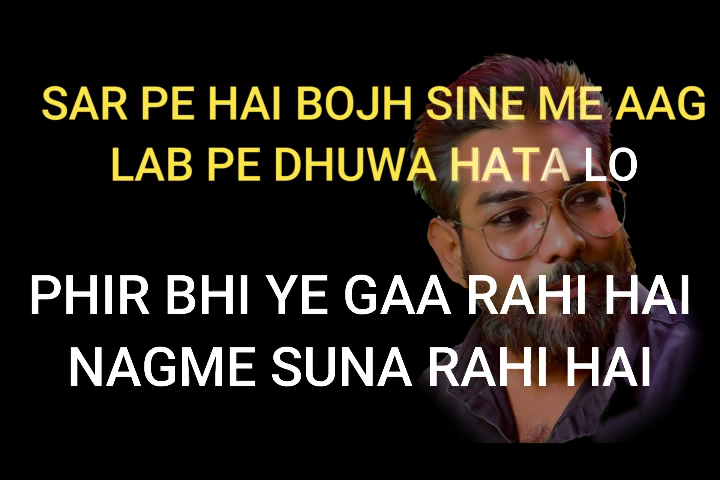 SAR PE HAI BOJH SINE ME AAG
LAB PE DHUWA HATA LO
PHIR BHI YE GAA RAHI HAI
NAGME SUNA RAHI HAI